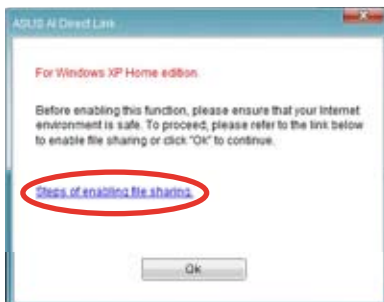 ASUS AI Direct Link
For Windows XP Home edition.
Before enabling this function, please ensure that your Internet
environment is safe. To proceed, please refer to the link below
to enable file sharing or click "Ok" to continue.
Steps of enabling file sharing.
Ok